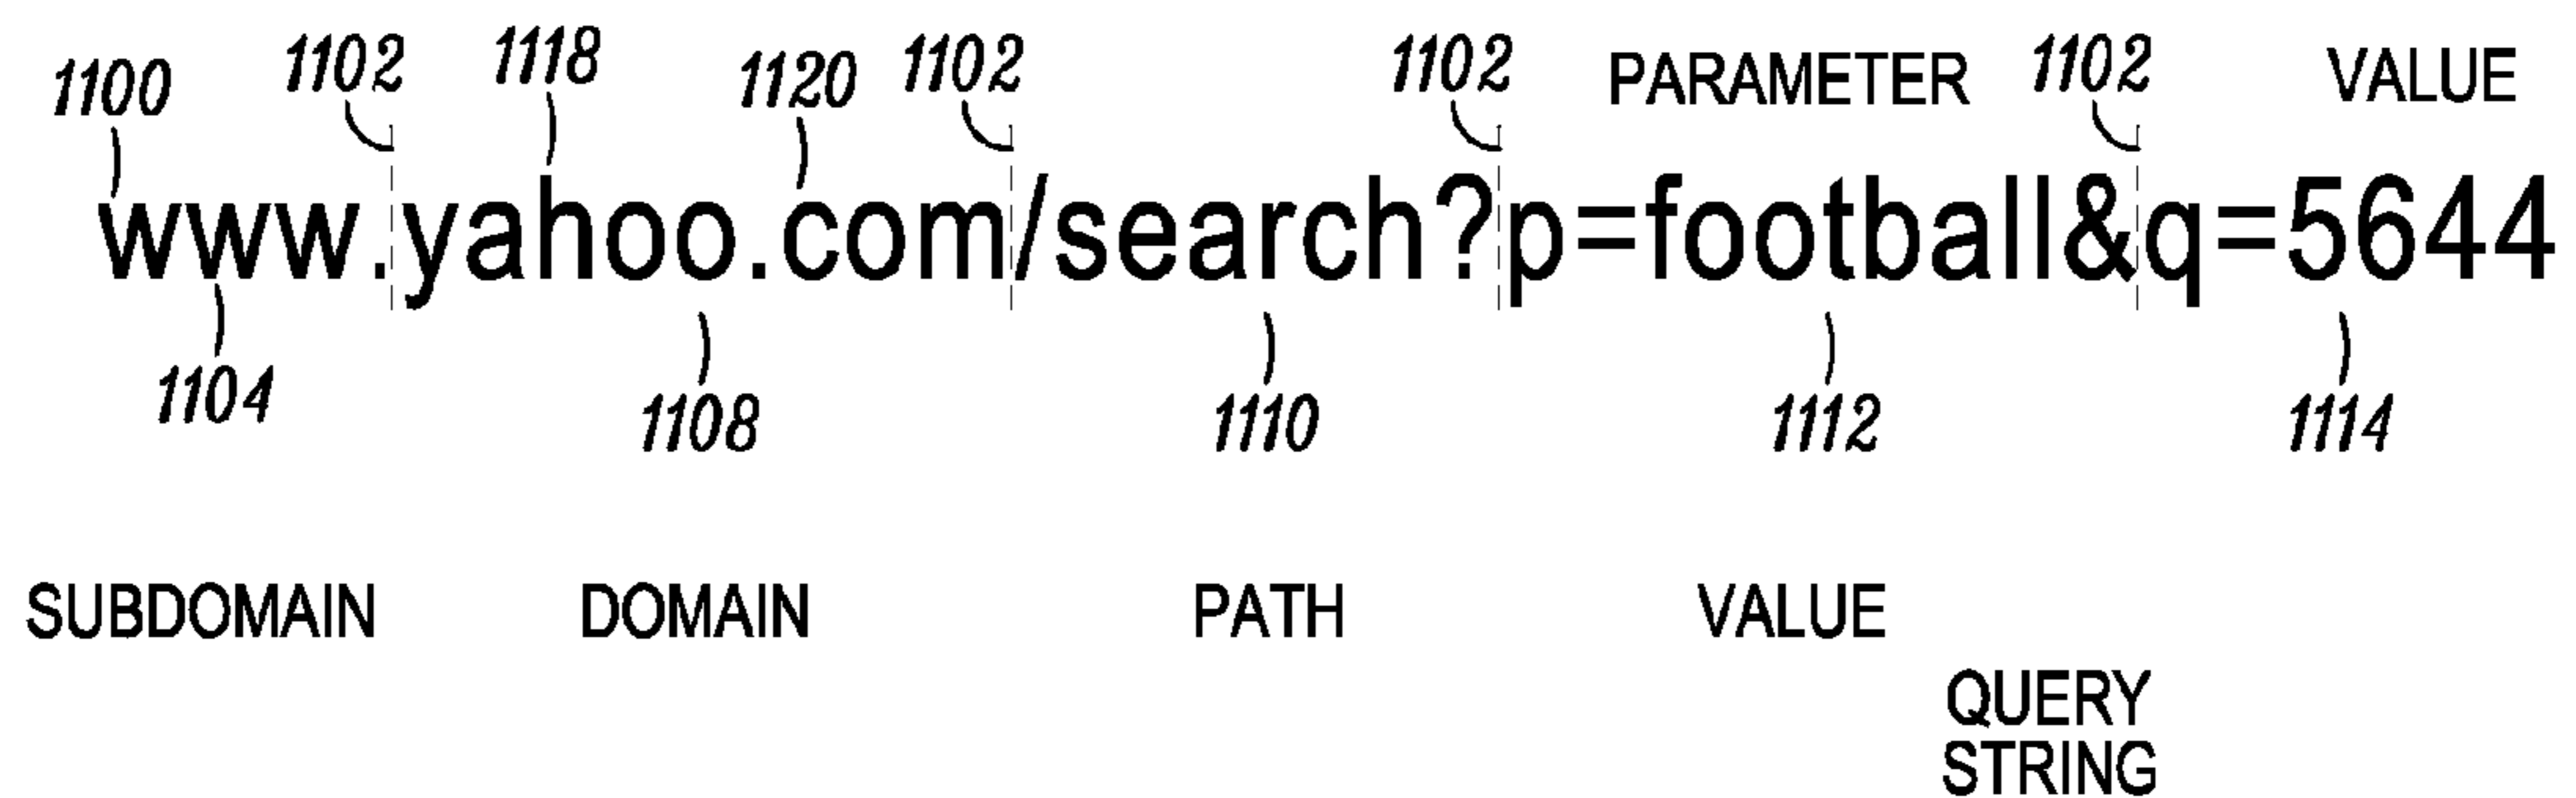 1100 1102 1118 1120 1102 1102 PARAMETER 1102 VALUE
www.yahoo.com/search?p=football&q=5644
1104 1108 1110 1112 1114
SUBDOMAIN DOMAIN PATH VALUE
QUERY
STRING